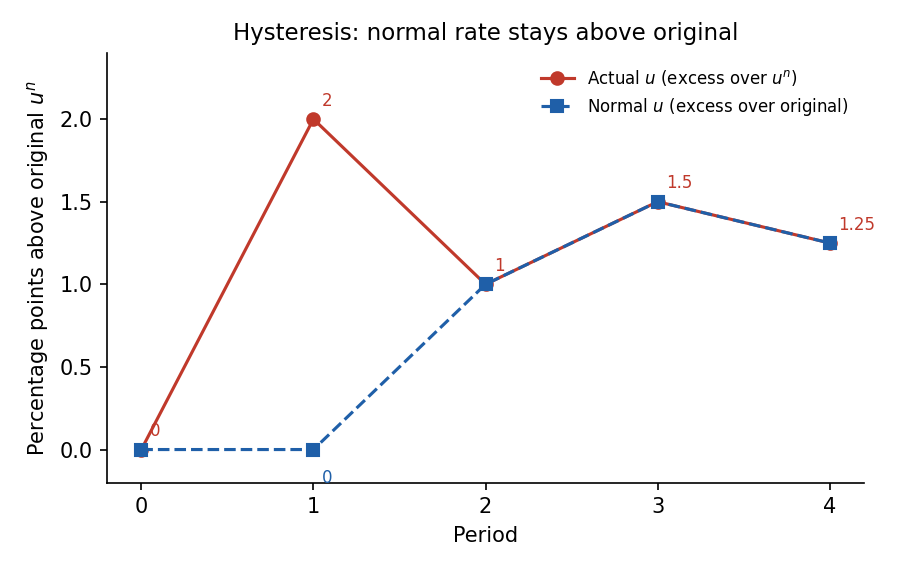 Hysteresis: normal rate stays above original
Actual u (excess over uⁿ)
Normal u (excess over original)
Percentage points above original uⁿ
2.0
1.5
1.0
0.5
0.0
2
1.5
1.25
1
0
0
0 1 2 3 4
Period